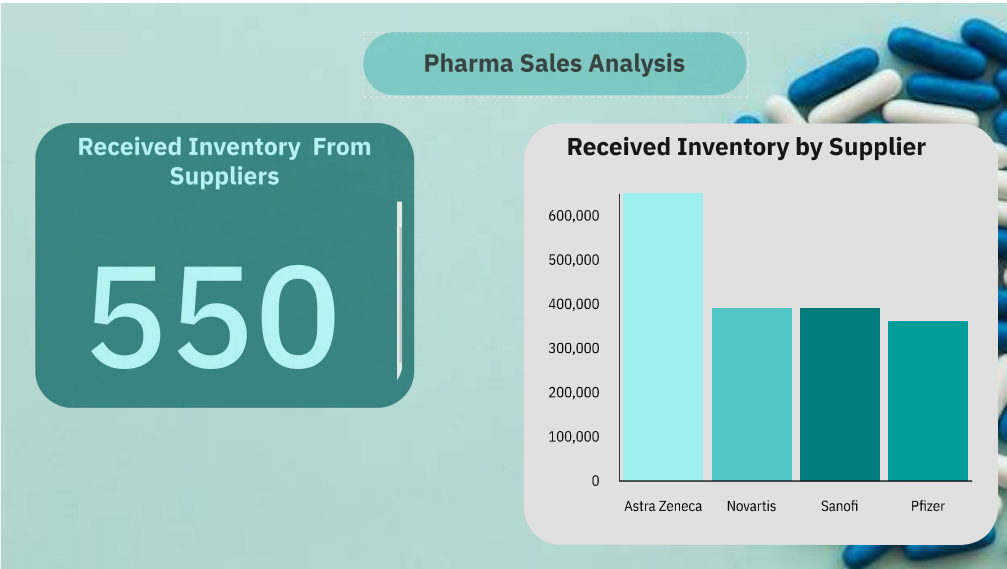 Pharma Sales Analysis
Received Inventory  From
Suppliers
550
Received Inventory by Supplier
600,000
500,000
400,000
300,000
200,000
100,000
0
Astra Zeneca
Novartis
Sanofi
Pfizer